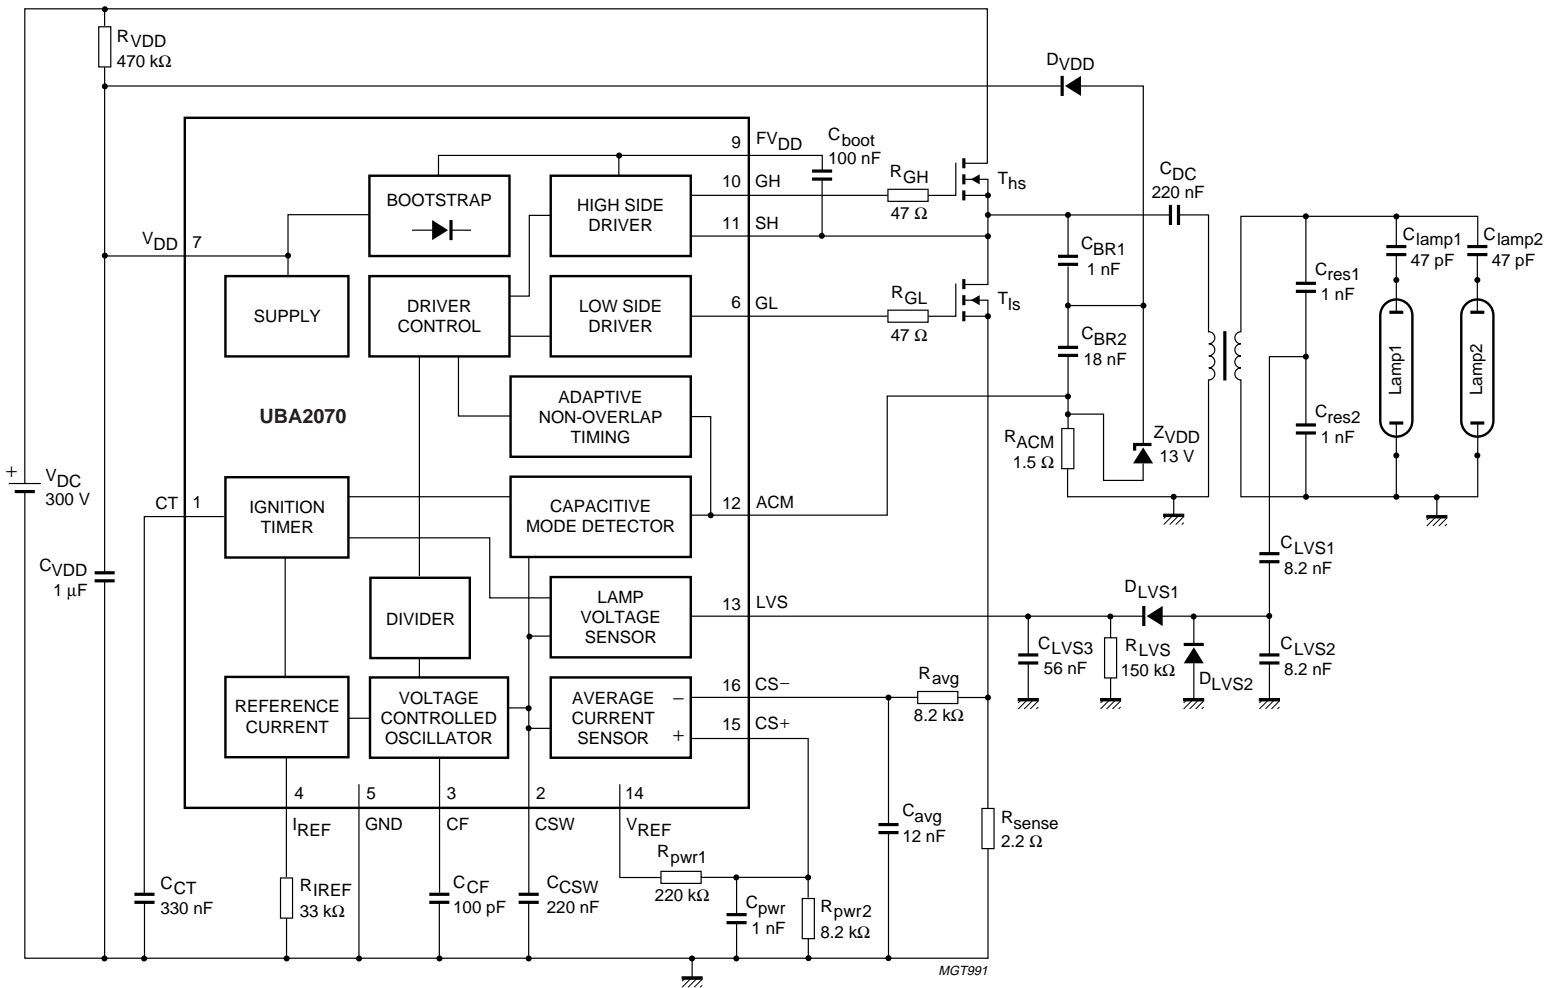 RVDD
470 kΩ
DVDD
9
FVDD
Cboot
100 nF
10
GH
RGH
47 Ω
Ths
CDC
220 nF
BOOTSTRAP
HIGH SIDE
DRIVER
11
SH
VDD
7
CBR1
1 nF
Clamp1
47 pF
Clamp2
47 pF
Cres1
1 nF
SUPPLY
DRIVER
CONTROL
LOW SIDE
DRIVER
6
GL
RGL
47 Ω
Tls
CBR2
18 nF
Lamp1
Lamp2
UBA2070
ADAPTIVE
NON-OVERLAP
TIMING
RACM
1.5 Ω
ZVDD
13 V
Cres2
1 nF
+
VDC
300 V
CT
1
IGNITION
TIMER
CAPACITIVE
MODE DETECTOR
12
ACM
CVDD
1 μF
DIVIDER
LAMP
VOLTAGE
SENSOR
13
LVS
CLVS1
8.2 nF
DLVS1
CLVS3
56 nF
RLVS
150 kΩ
DLVS2
CLVS2
8.2 nF
REFERENCE
CURRENT
VOLTAGE
CONTROLLED
OSCILLATOR
AVERAGE
CURRENT
SENSOR
−
+
16
CS−
15
CS+
Ravg
8.2 kΩ
4
IREF
5
GND
3
CF
2
CSW
14
VREF
Cavg
12 nF
Rsense
2.2 Ω
Rpwr1
220 kΩ
CCT
330 nF
RIREF
33 kΩ
CCF
100 pF
CCSW
220 nF
Cpwr
1 nF
Rpwr2
8.2 kΩ
MGT991